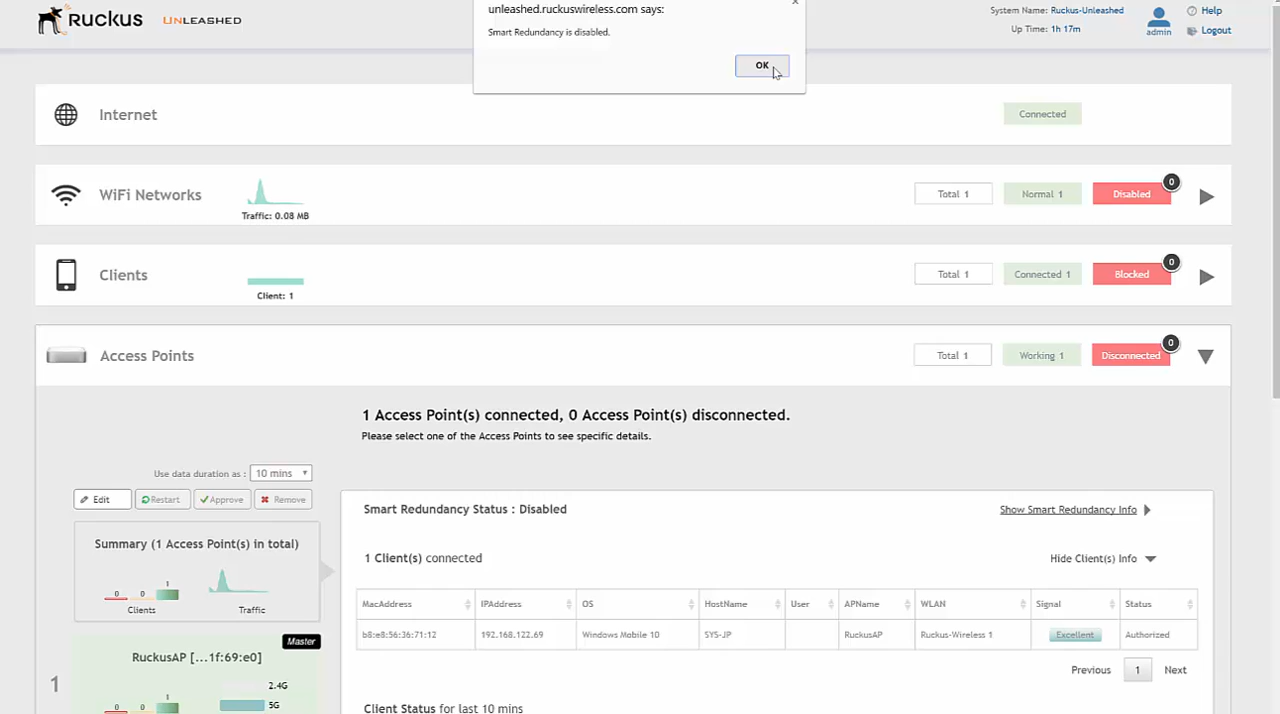 Ruckus UNLEASHED
unleashed.ruckuswireless.com says:
Smart Redundancy is disabled.
OK
System Name: Ruckus-Unleashed
Up Time: 1h 17m
admin
Help
Logout
Internet
Connected
WiFi Networks
Traffic: 0.08 MB
Total 1
Normal 1
Disabled
0
Clients
Client: 1
Total 1
Connected 1
Blocked
0
Access Points
Total 1
Working 1
Disconnected
0
1 Access Point(s) connected, 0 Access Point(s) disconnected.
Please select one of the Access Points to see specific details.
Use data duration as : 10 mins
Edit Restart Approve Remove
Summary (1 Access Point(s) in total)
0 0 1
Clients Traffic
Master
RuckusAP [...1f:69:e0]
1
2.4G
5G
0 0 1
Smart Redundancy Status : Disabled
Show Smart Redundancy Info
1 Client(s) connected
Hide Client(s) Info
MacAddress IPAddress OS HostName User APName WLAN Signal Status
b8:e8:56:36:71:12 192.168.122.69 Windows Mobile 10 SYS-JP RuckusAP Ruckus-Wireless 1 Excellent Authorized
Previous 1 Next
Client Status for last 10 mins